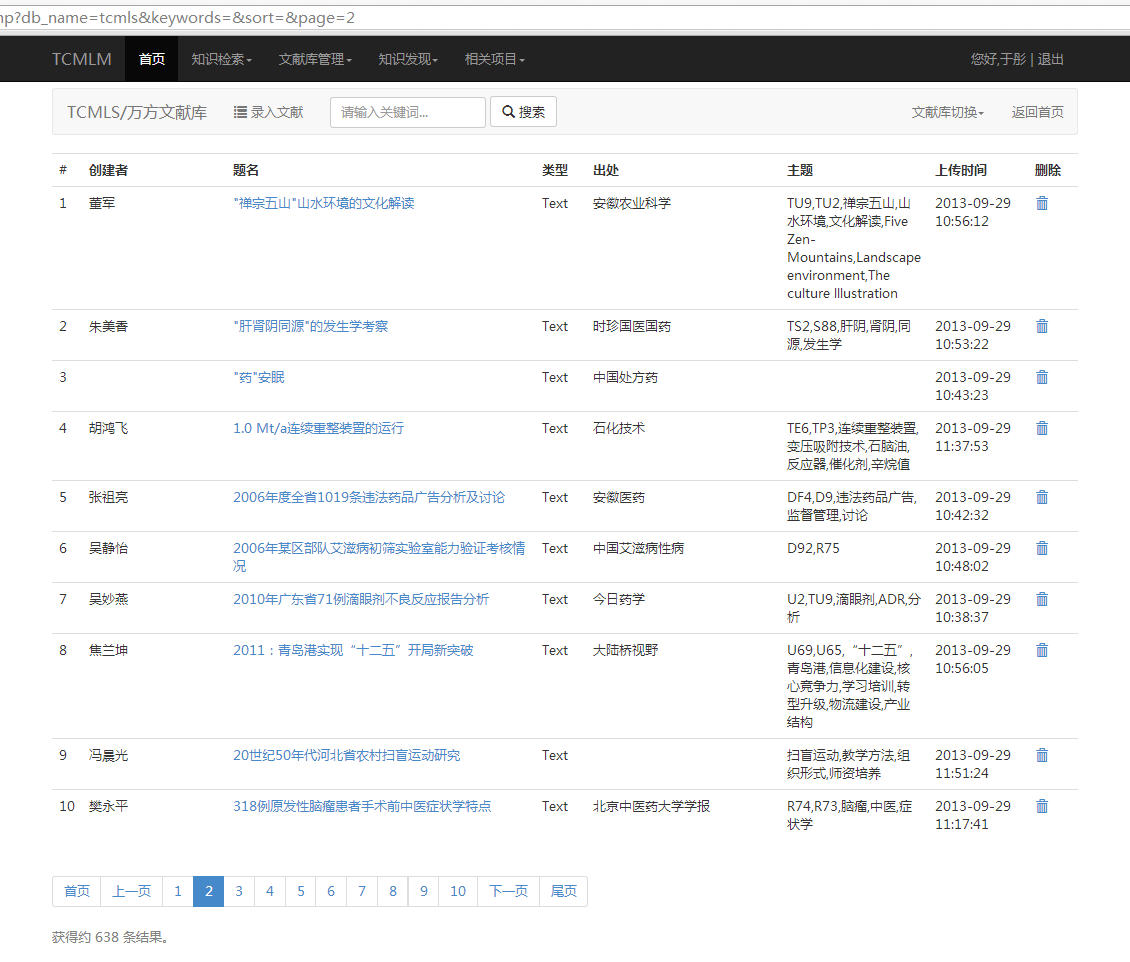 np?db_name=tcmls&keywords=&sort=&page=2
TCMLM 首页 知识检索 文献库管理 知识发现 相关项目 您好,于彤 | 退出
TCMLS/万方文献库 录入文献 请输入关键词... 搜索 文献库切换 返回首页
# 创建者 题名 类型 出处 主题 上传时间 删除
1 董军 "禅宗五山"山水环境的文化解读 Text 安徽农业科学 TU9,TU2,禅宗五山,山 2013-09-29
水环境,文化解读,Five 10:56:12
Zen-
Mountains,Landscape
environment,The
culture Illustration
2 朱美香 "肝肾阴同源"的发生学考察 Text 时珍国医国药 TS2,S88,肝阴,肾阴,同 2013-09-29
源,发生学 10:53:22
3 "药"安眠 Text 中国处方药 2013-09-29
10:43:23
4 胡鸿飞 1.0 Mt/a连续重整装置的运行 Text 石化技术 TE6,TP3,连续重整装置, 2013-09-29
变压吸附技术,石脑油, 11:37:53
反应器,催化剂,辛烷值
5 张祖亮 2006年度全省1019条违法药品广告分析及讨论 Text 安徽医药 DF4,D9,违法药品广告, 2013-09-29
监督管理,讨论 10:42:32
6 吴静怡 2006年某区部队艾滋病初筛实验室能力验证考核情 Text 中国艾滋病性病 D92,R75 2013-09-29
况 10:48:02
7 吴妙燕 2010年广东省71例滴眼剂不良反应报告分析 Text 今日药学 U2,TU9,滴眼剂,ADR,分 2013-09-29
析 10:38:37
8 焦兰坤 2011：青岛港实现“十二五”开局新突破 Text 大陆桥视野 U69,U65,“十二五”, 2013-09-29
青岛港,信息化建设,核 10:56:05
心竞争力,学习培训,转
型升级,物流建设,产业
结构
9 冯晨光 20世纪50年代河北省农村扫盲运动研究 Text 扫盲运动,教学方法,组 2013-09-29
织形式,师资培养 11:51:24
10 樊永平 318例原发性脑瘤患者手术前中医症状学特点 Text 北京中医药大学学报 R74,R73,脑瘤,中医,症 2013-09-29
状学 11:17:41
首页 上一页 1 2 3 4 5 6 7 8 9 10 下一页 尾页
获得约 638 条结果。